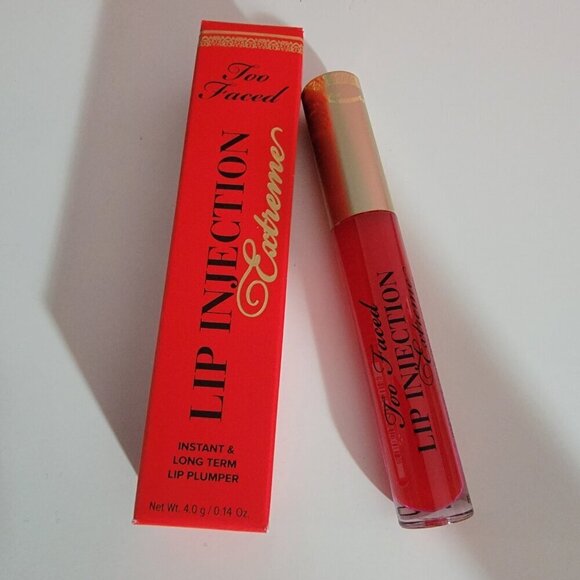 Too
Faced
LIP INJECTION
Extreme
INSTANT &
LONG TERM
LIP PLUMPER
Net Wt. 4.0 g / 0.14 Oz.
Too Faced
LIP INJECTION
Extreme